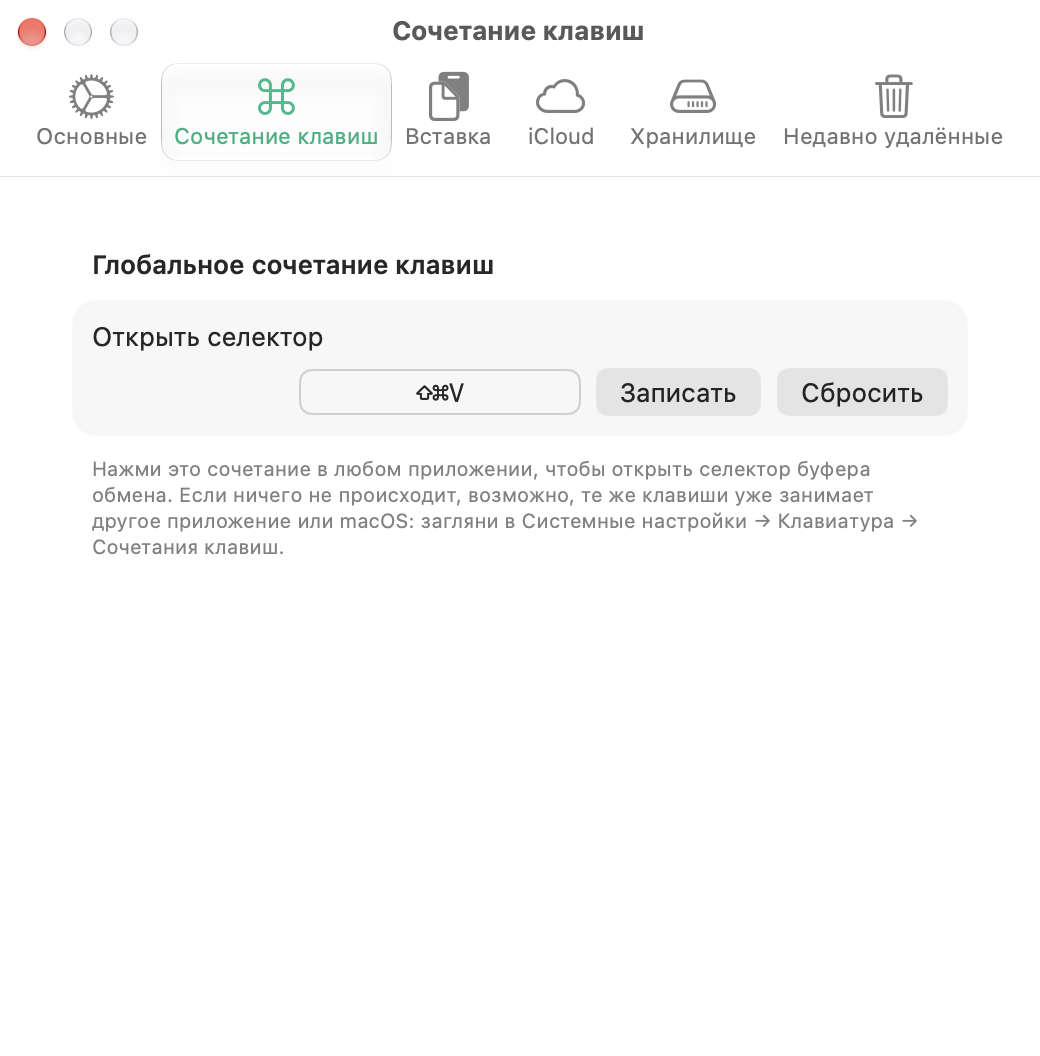 Сочетание клавиш
Основные
Сочетание клавиш
Вставка
iCloud
Хранилище
Недавно удалённые
Глобальное сочетание клавиш
Открыть селектор
⇧⌘V
Записать
Сбросить
Нажми это сочетание в любом приложении, чтобы открыть селектор буфера
обмена. Если ничего не происходит, возможно, те же клавиши уже занимает
другое приложение или macOS: загляни в Системные настройки → Клавиатура →
Сочетания клавиш.